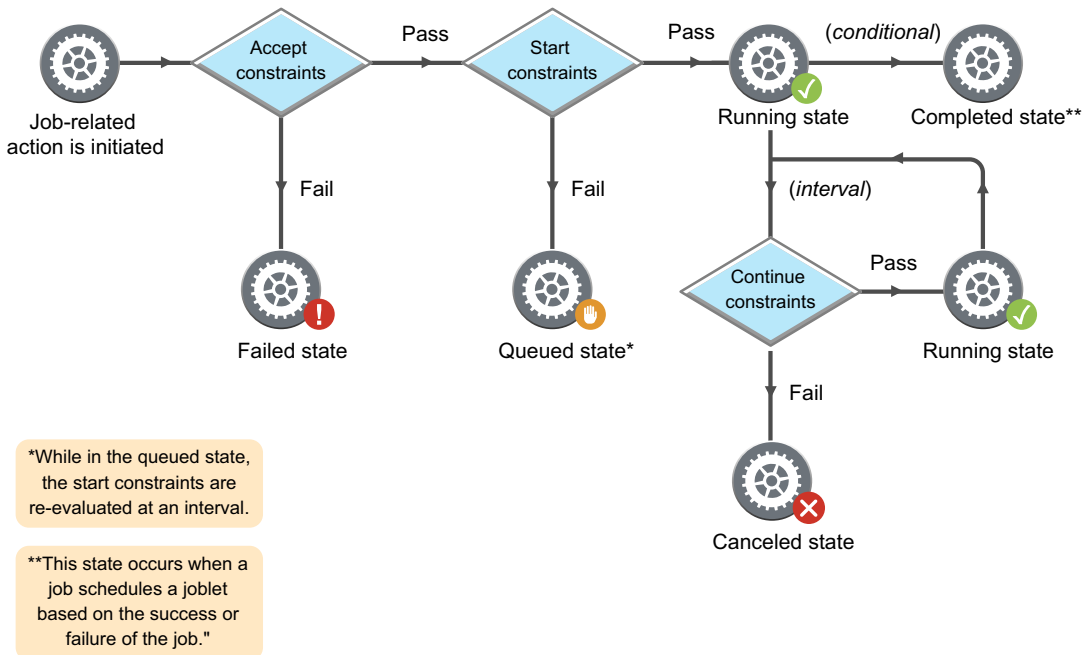 Accept
constraints
Pass
Start
constraints
Pass
(conditional)
Job-related
action is initiated
Running state
Completed state**
Fail
Fail
(interval)
Continue
constraints
Pass
Failed state
Queued state*
Running state
Fail
Canceled state
*While in the queued state,
the start constraints are
re-evaluated at an interval.
**This state occurs when a
job schedules a joblet
based on the success or
failure of the job."